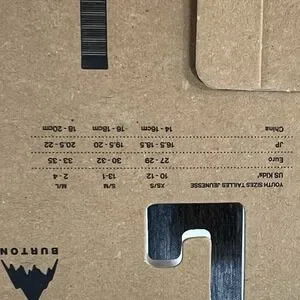 BURTON
YOUTH SIZES TAILLES JEUNESSE XS/S S/M M/L
US Kids' 10 - 12 13-1 2 - 4
Euro 27 - 29 30 - 32 33 - 35
JP 16.5 - 18.5 19.5 - 20 20.5 - 22
China 14 - 16cm 16 - 18cm 18 - 20cm